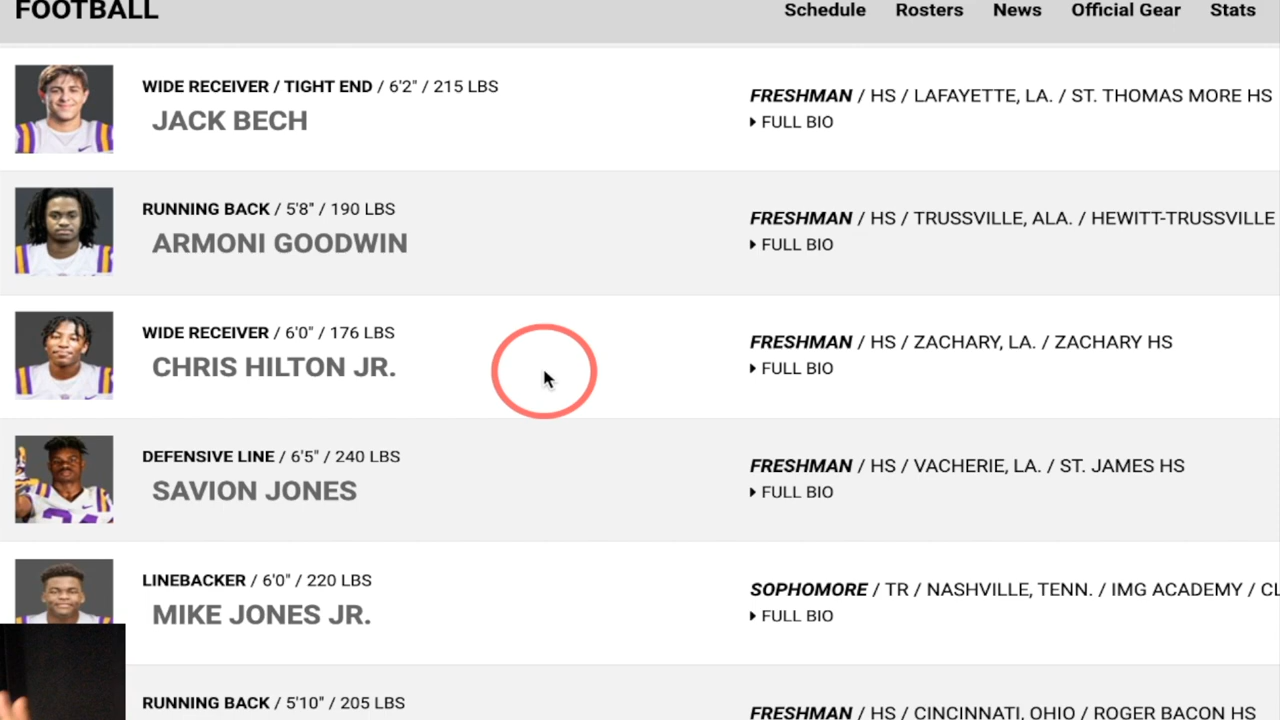 FOOTBALL
Schedule Rosters News Official Gear Stats
WIDE RECEIVER / TIGHT END / 6'2" / 215 LBS
JACK BECH
FRESHMAN / HS / LAFAYETTE, LA. / ST. THOMAS MORE HS
FULL BIO
RUNNING BACK / 5'8" / 190 LBS
ARMONI GOODWIN
FRESHMAN / HS / TRUSSVILLE, ALA. / HEWITT-TRUSSVILLE
FULL BIO
WIDE RECEIVER / 6'0" / 176 LBS
CHRIS HILTON JR.
FRESHMAN / HS / ZACHARY, LA. / ZACHARY HS
FULL BIO
DEFENSIVE LINE / 6'5" / 240 LBS
SAVION JONES
FRESHMAN / HS / VACHERIE, LA. / ST. JAMES HS
FULL BIO
LINEBACKER / 6'0" / 220 LBS
MIKE JONES JR.
SOPHOMORE / TR / NASHVILLE, TENN. / IMG ACADEMY /
FULL BIO
RUNNING BACK / 5'10" / 205 LBS
FRESHMAN / HS / CINCINNATI, OHIO / ROGER BACON HS